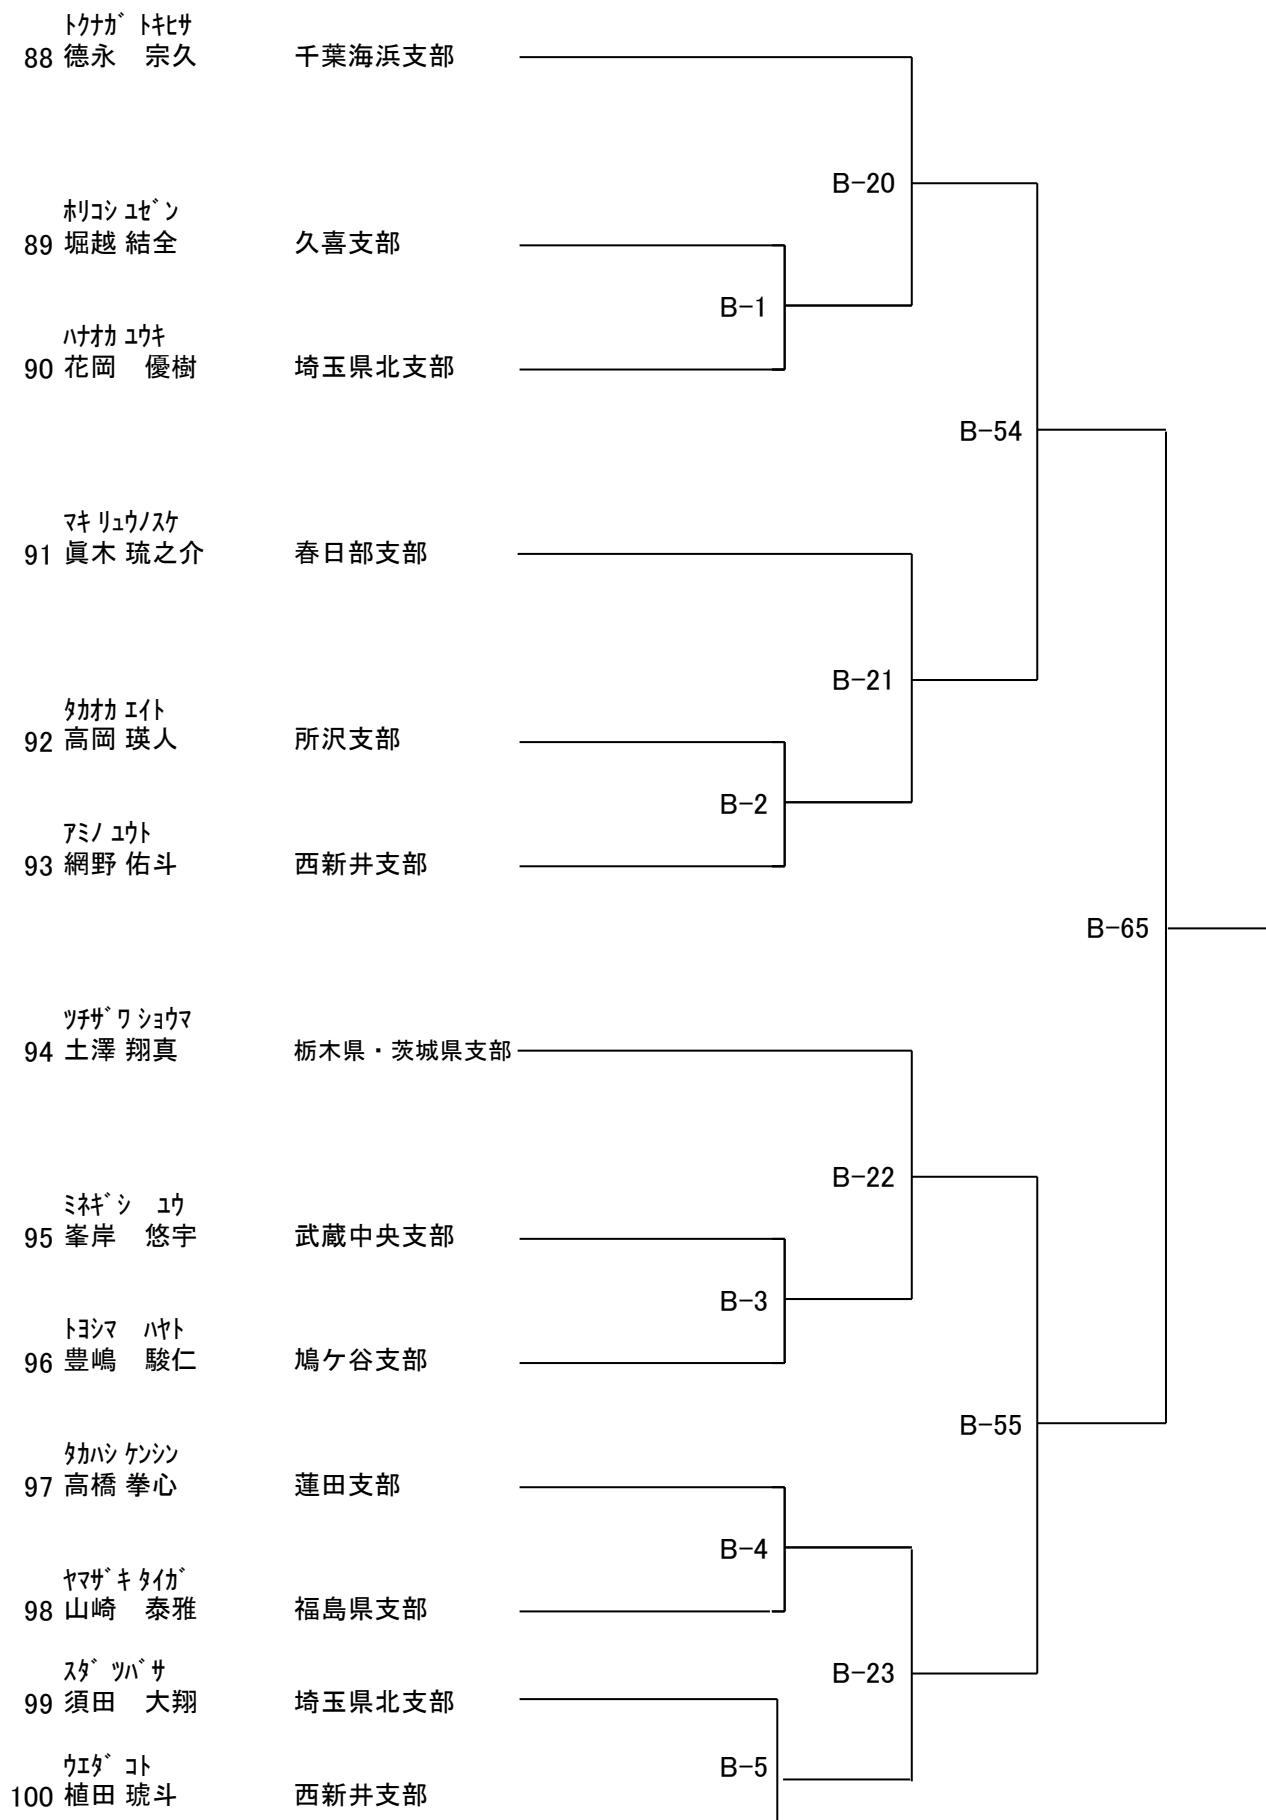 ﾄｸﾅｶﾞ ﾄｷﾋｻ
88 德永　宗久 千葉海浜支部
B-20
ﾎﾘｺｼ ﾕｾﾞﾝ
89 堀越 結全 久喜支部
B-1
ﾊﾅｵｶ ﾕｳｷ
90 花岡　優樹 埼玉県北支部
B-54
ﾏｷ ﾘｭｳﾉｽｹ
91 眞木 琉之介 春日部支部
B-21
ﾀｶｵｶ ｴｲﾄ
92 高岡 瑛人 所沢支部
B-2
ｱﾐﾉ ﾕｳﾄ
93 網野 佑斗 西新井支部
B-65
ﾂﾁｻﾞﾜ ｼｮｳﾏ
94 土澤 翔真 栃木県・茨城県支部
B-22
ﾐﾈｷﾞｼ　ﾕｳ
95 峯岸　悠宇 武蔵中央支部
B-3
ﾄﾖｼﾏ　ﾊﾔﾄ
96 豊嶋　駿仁 鳩ケ谷支部
B-55
ﾀｶﾊｼ ｹﾝｼﾝ
97 高橋 拳心 蓮田支部
B-4
ﾔﾏｻﾞｷ ﾀｲｶﾞ
98 山崎　泰雅 福島県支部
B-23
ｽﾀﾞ ﾂﾊﾞｻ
99 須田　大翔 埼玉県北支部
B-5
ｳｴﾀﾞ ｺﾄ
100 植田 琥斗 西新井支部